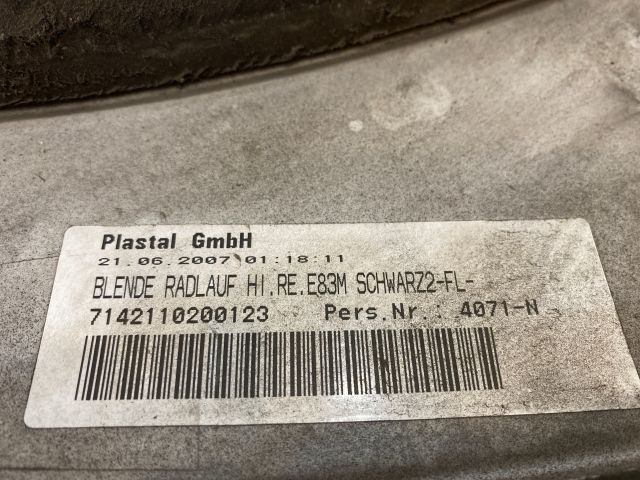 Plastal GmbH
21.06.2007 01:18:11
BLENDE RADLAUF HI.RE.E83M SCHWARZ2-FL-
7142110200123 Pers.Nr.: 4071-N